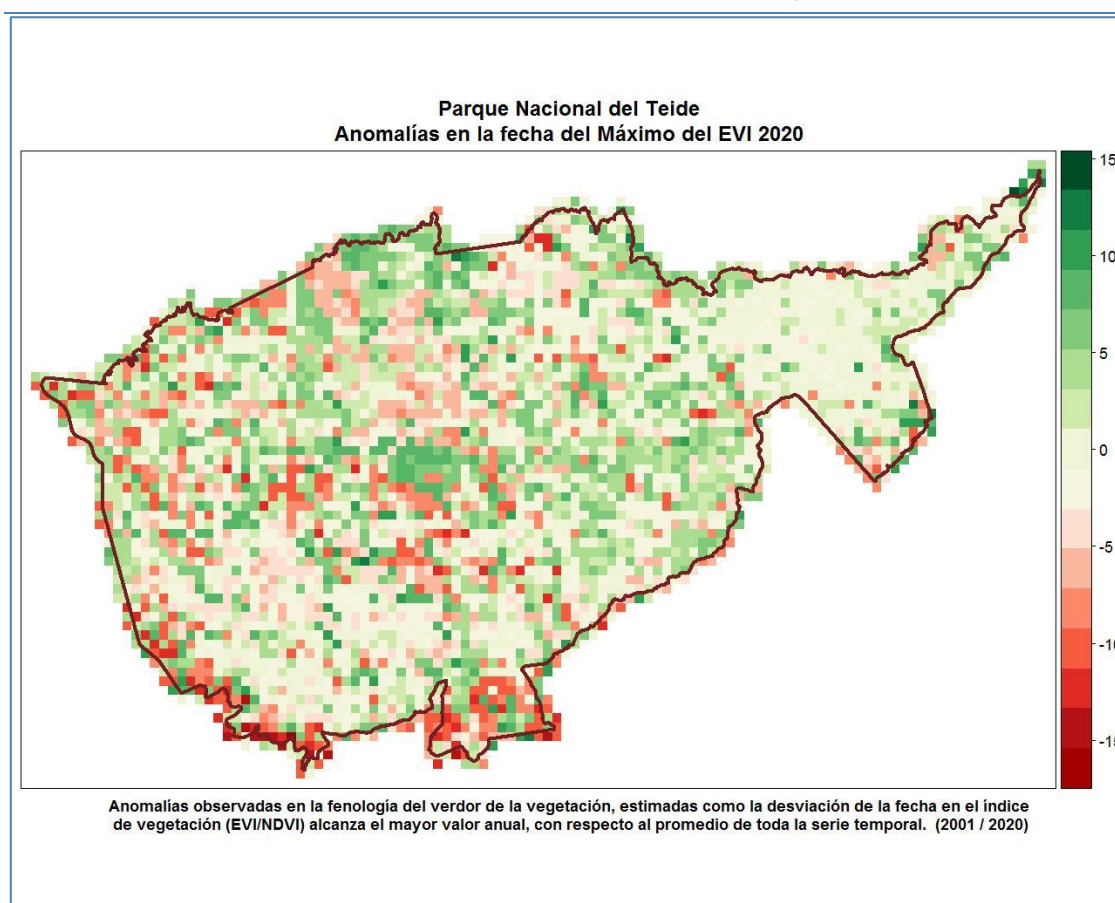 Parque Nacional del Teide
Anomalías en la fecha del Máximo del EVI 2020
15
10
5
0
-5
-10
-15
Anomalías observadas en la fenología del verdor de la vegetación, estimadas como la desviación de la fecha en el índice
de vegetación (EVI/NDVI) alcanza el mayor valor anual, con respecto al promedio de toda la serie temporal. (2001 / 2020)